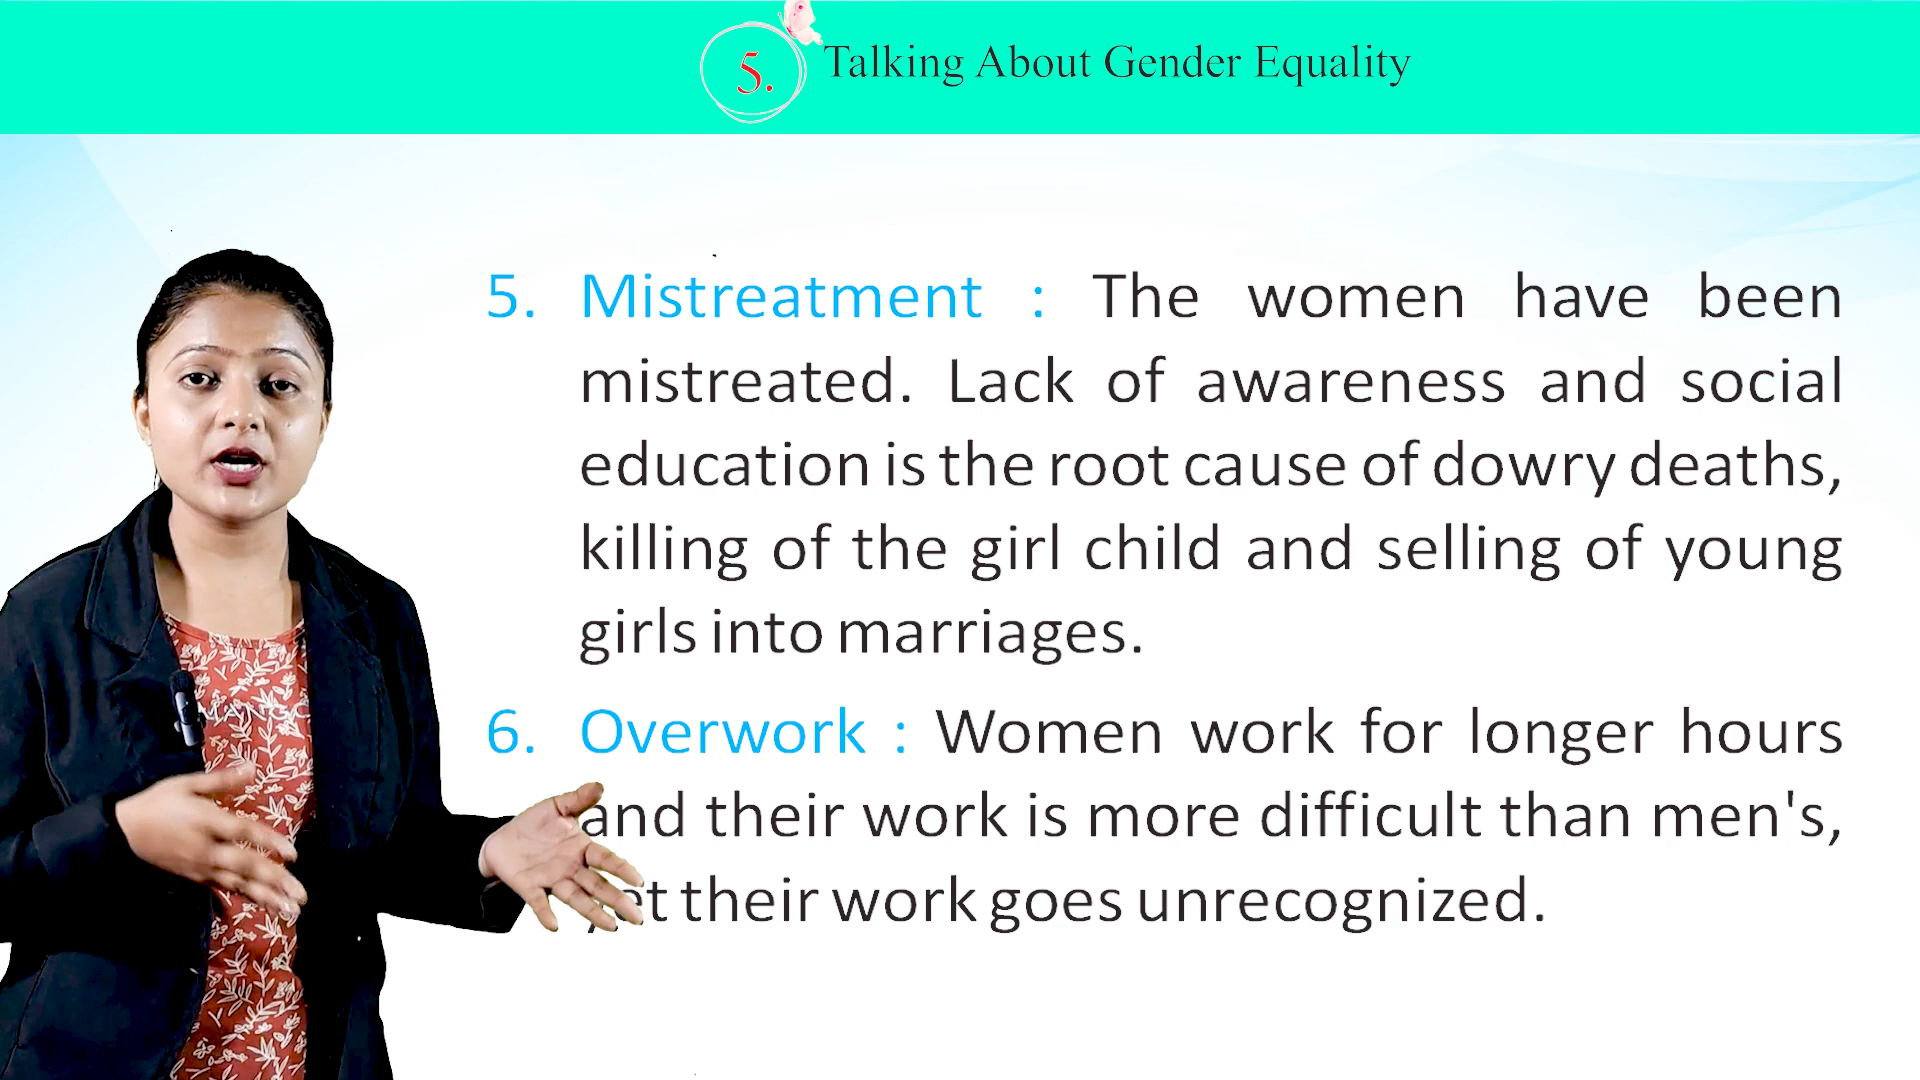 5. Talking About Gender Equality
5. Mistreatment : The women have been
mistreated. Lack of awareness and social
education is the root cause of dowry deaths,
killing of the girl child and selling of young
girls into marriages.
6. Overwork : Women work for longer hours
and their work is more difficult than men's,
yet their work goes unrecognized.